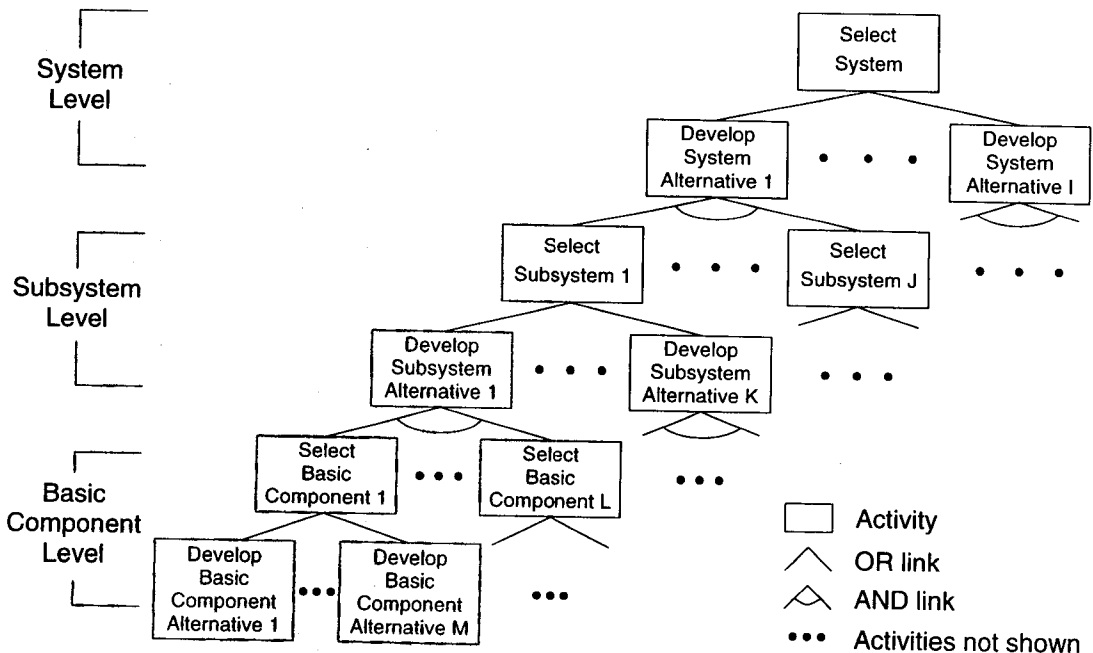 System
Level
Select
System
Develop
System
Alternative 1
Develop
System
Alternative I
Subsystem
Level
Select
Subsystem 1
Select
Subsystem J
Develop
Subsystem
Alternative 1
Develop
Subsystem
Alternative K
Basic
Component
Level
Select
Basic
Component 1
Select
Basic
Component L
Develop
Basic
Component
Alternative 1
Develop
Basic
Component
Alternative M
Activity
OR link
AND link
Activities not shown